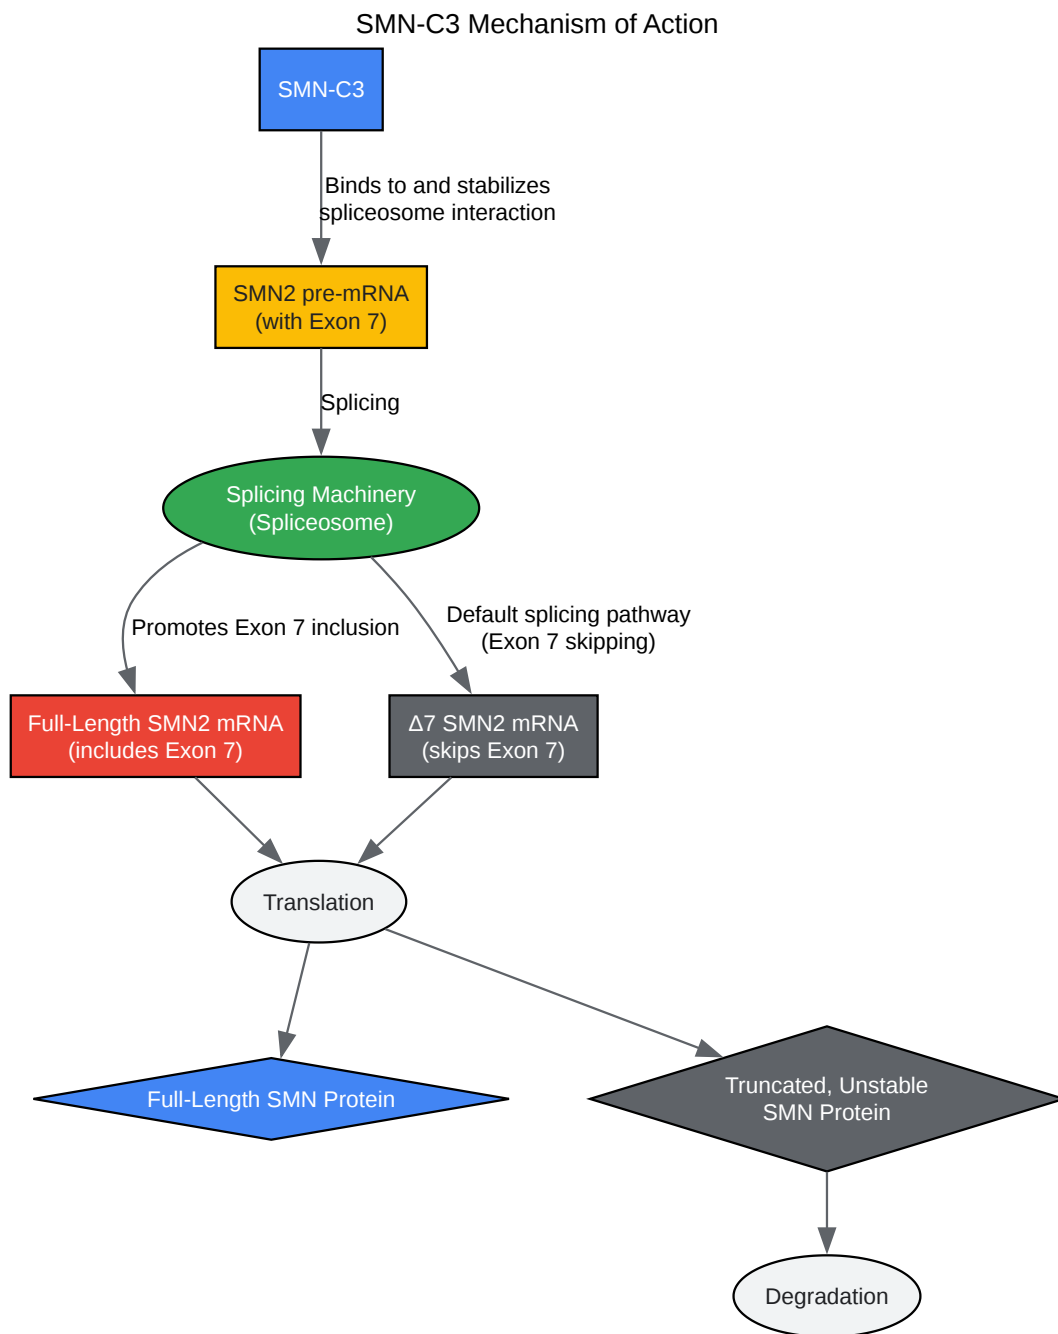 SMN-C3 Mechanism of Action
SMN-C3
Binds to and stabilizes
spliceosome interaction
SMN2 pre-mRNA
(with Exon 7)
Splicing
Splicing Machinery
(Spliceosome)
Promotes Exon 7 inclusion
Default splicing pathway
(Exon 7 skipping)
Full-Length SMN2 mRNA
(includes Exon 7)
Δ7 SMN2 mRNA
(skips Exon 7)
Translation
Full-Length SMN Protein
Truncated, Unstable
SMN Protein
Degradation